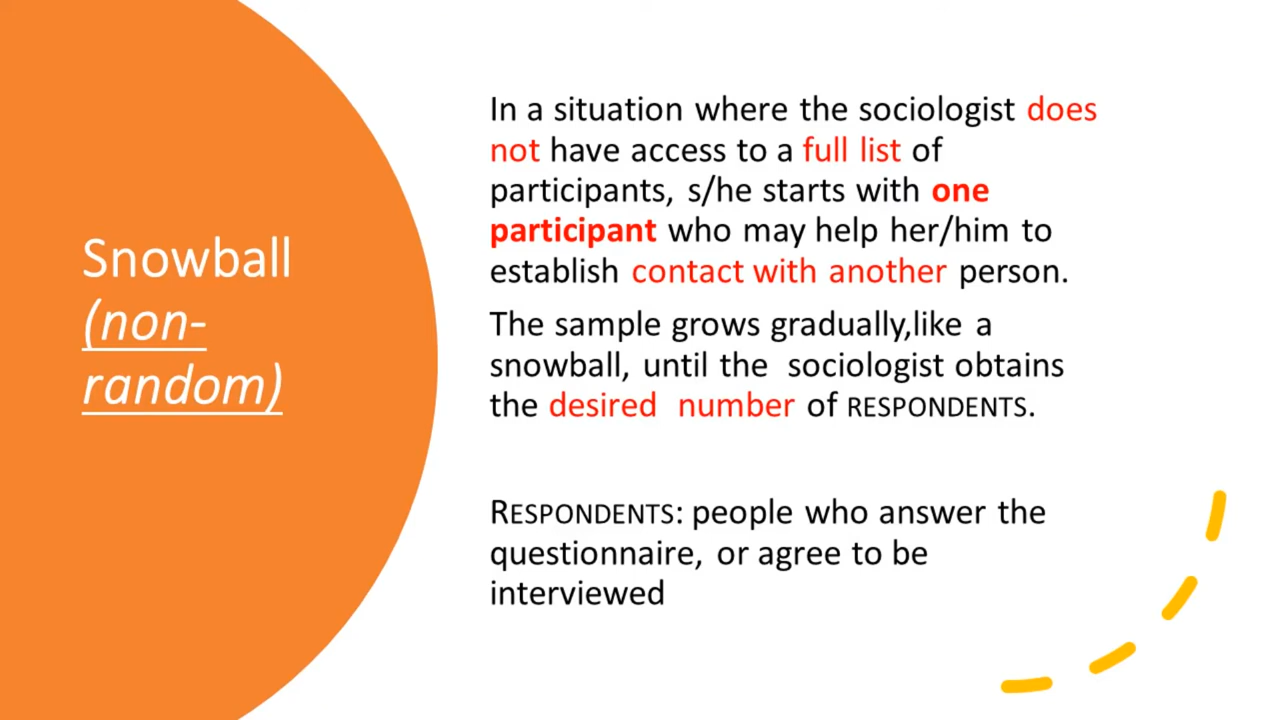 Snowball
(non-
random)
In a situation where the sociologist does
not have access to a full list of
participants, s/he starts with one
participant who may help her/him to
establish contact with another person.
The sample grows gradually,like a
snowball, until the  sociologist obtains
the desired  number of RESPONDENTS.
RESPONDENTS: people who answer the
questionnaire, or agree to be
interviewed